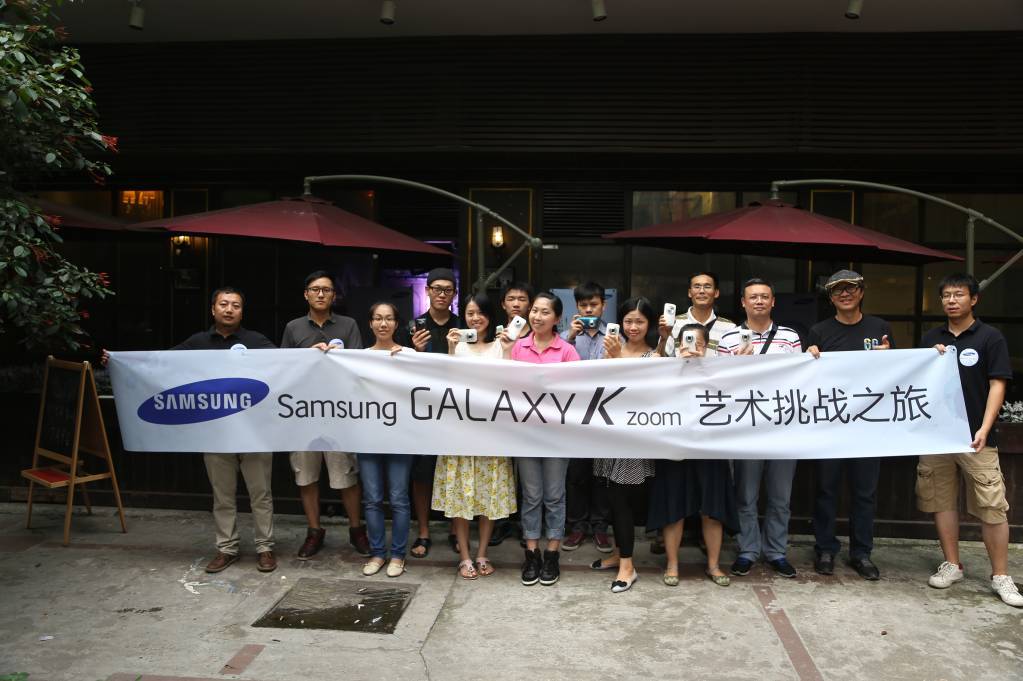 SAMSUNG Samsung GALAXY K zoom 艺术挑战之旅